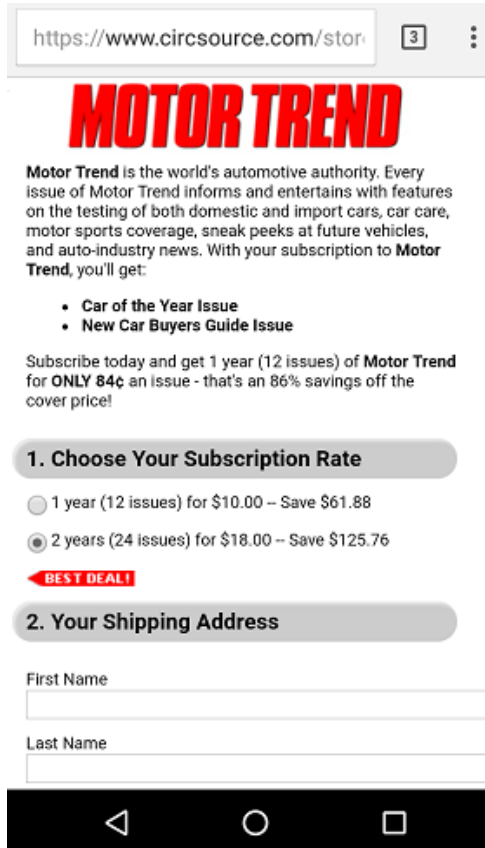 https://www.circsource.com/stor
3
MOTOR TREND
Motor Trend is the world's automotive authority. Every
issue of Motor Trend informs and entertains with features
on the testing of both domestic and import cars, car care,
motor sports coverage, sneak peeks at future vehicles,
and auto-industry news. With your subscription to Motor
Trend, you'll get:
• Car of the Year Issue
• New Car Buyers Guide Issue
Subscribe today and get 1 year (12 issues) of Motor Trend
for ONLY 84¢ an issue - that's an 86% savings off the
cover price!
1. Choose Your Subscription Rate
1 year (12 issues) for $10.00 -- Save $61.88
2 years (24 issues) for $18.00 -- Save $125.76
BEST DEAL!
2. Your Shipping Address
First Name
Last Name